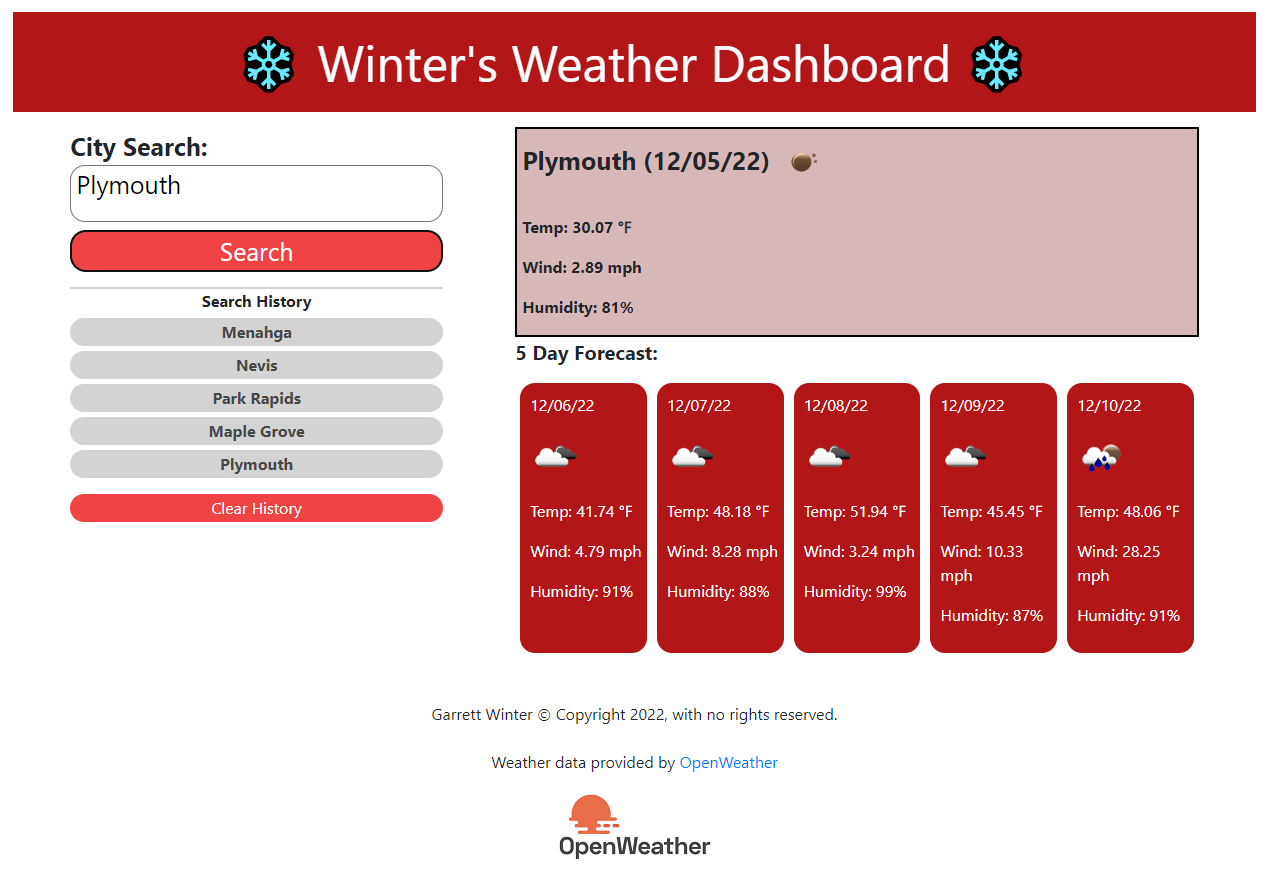 Winter's Weather Dashboard
City Search:
Plymouth
Search
Search History
Menahga
Nevis
Park Rapids
Maple Grove
Plymouth
Clear History
Plymouth (12/05/22)
Temp: 30.07 °F
Wind: 2.89 mph
Humidity: 81%
5 Day Forecast:
12/06/22
Temp: 41.74 °F
Wind: 4.79 mph
Humidity: 91%
12/07/22
Temp: 48.18 °F
Wind: 8.28 mph
Humidity: 88%
12/08/22
Temp: 51.94 °F
Wind: 3.24 mph
Humidity: 99%
12/09/22
Temp: 45.45 °F
Wind: 10.33
mph
Humidity: 87%
12/10/22
Temp: 48.06 °F
Wind: 28.25
mph
Humidity: 91%
Garrett Winter © Copyright 2022, with no rights reserved.
Weather data provided by OpenWeather
OpenWeather